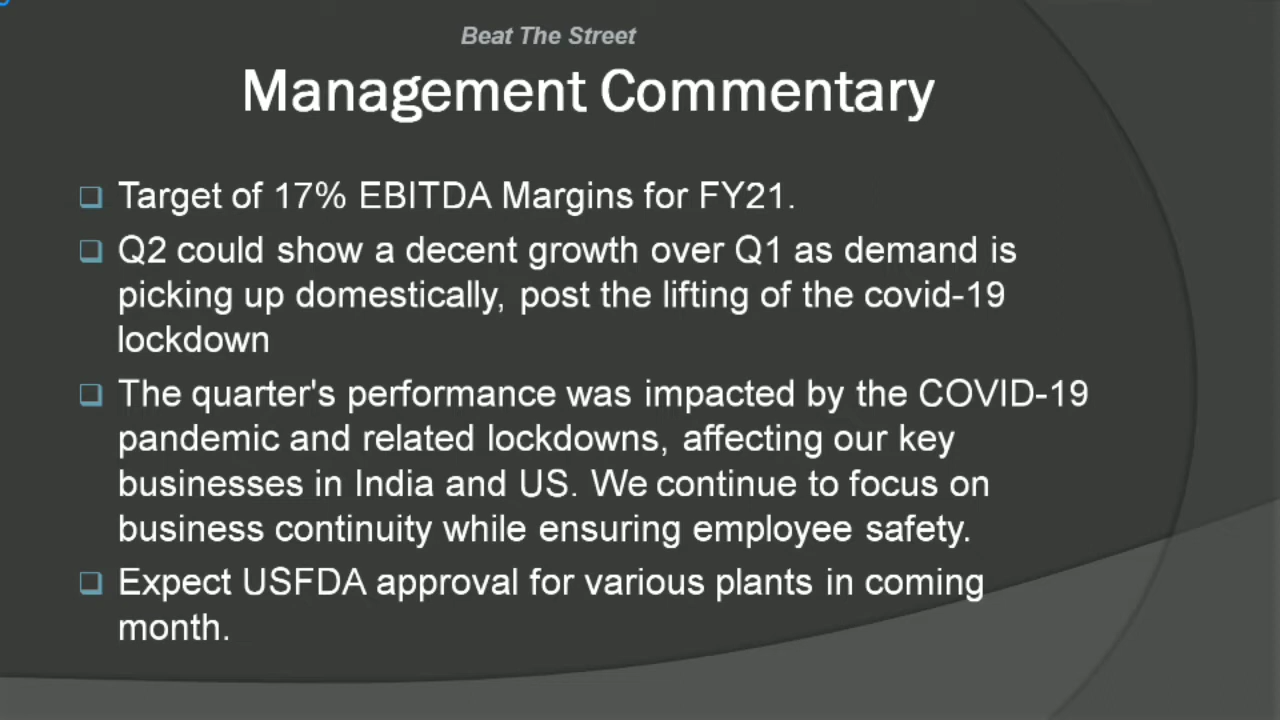 Beat The Street
Management Commentary
Target of 17% EBITDA Margins for FY21.
Q2 could show a decent growth over Q1 as demand is
picking up domestically, post the lifting of the covid-19
lockdown
The quarter's performance was impacted by the COVID-19
pandemic and related lockdowns, affecting our key
businesses in India and US. We continue to focus on
business continuity while ensuring employee safety.
Expect USFDA approval for various plants in coming
month.